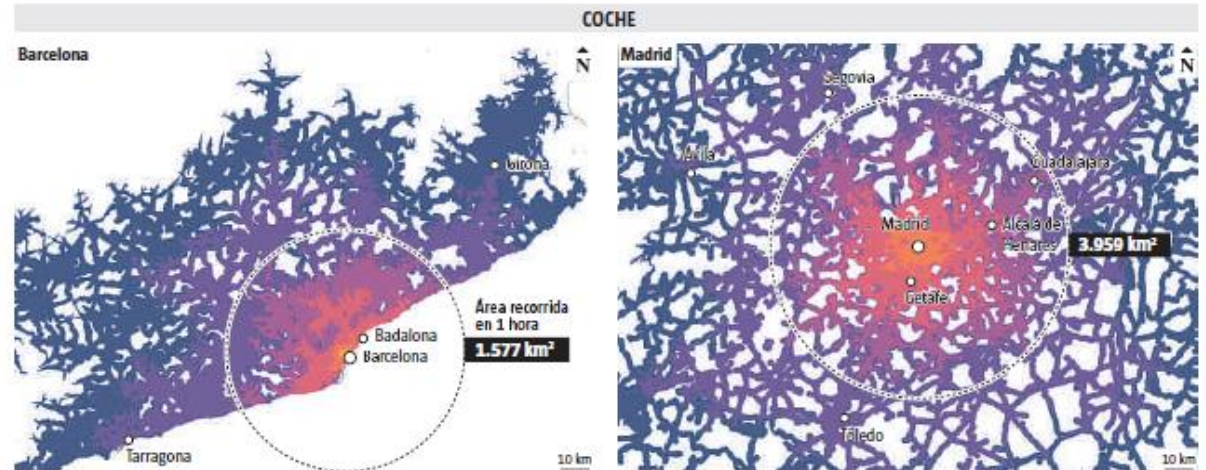 COCHE
Barcelona
N
Girona
Área recorrida
en 1 hora
1.577 km²
Badalona
Barcelona
Tarragona
10 km
Madrid
N
Segovia
Ávila
Guadalajara
Madrid
Alcalá de
Henares
3.959 km²
Getafe
Toledo
10 km